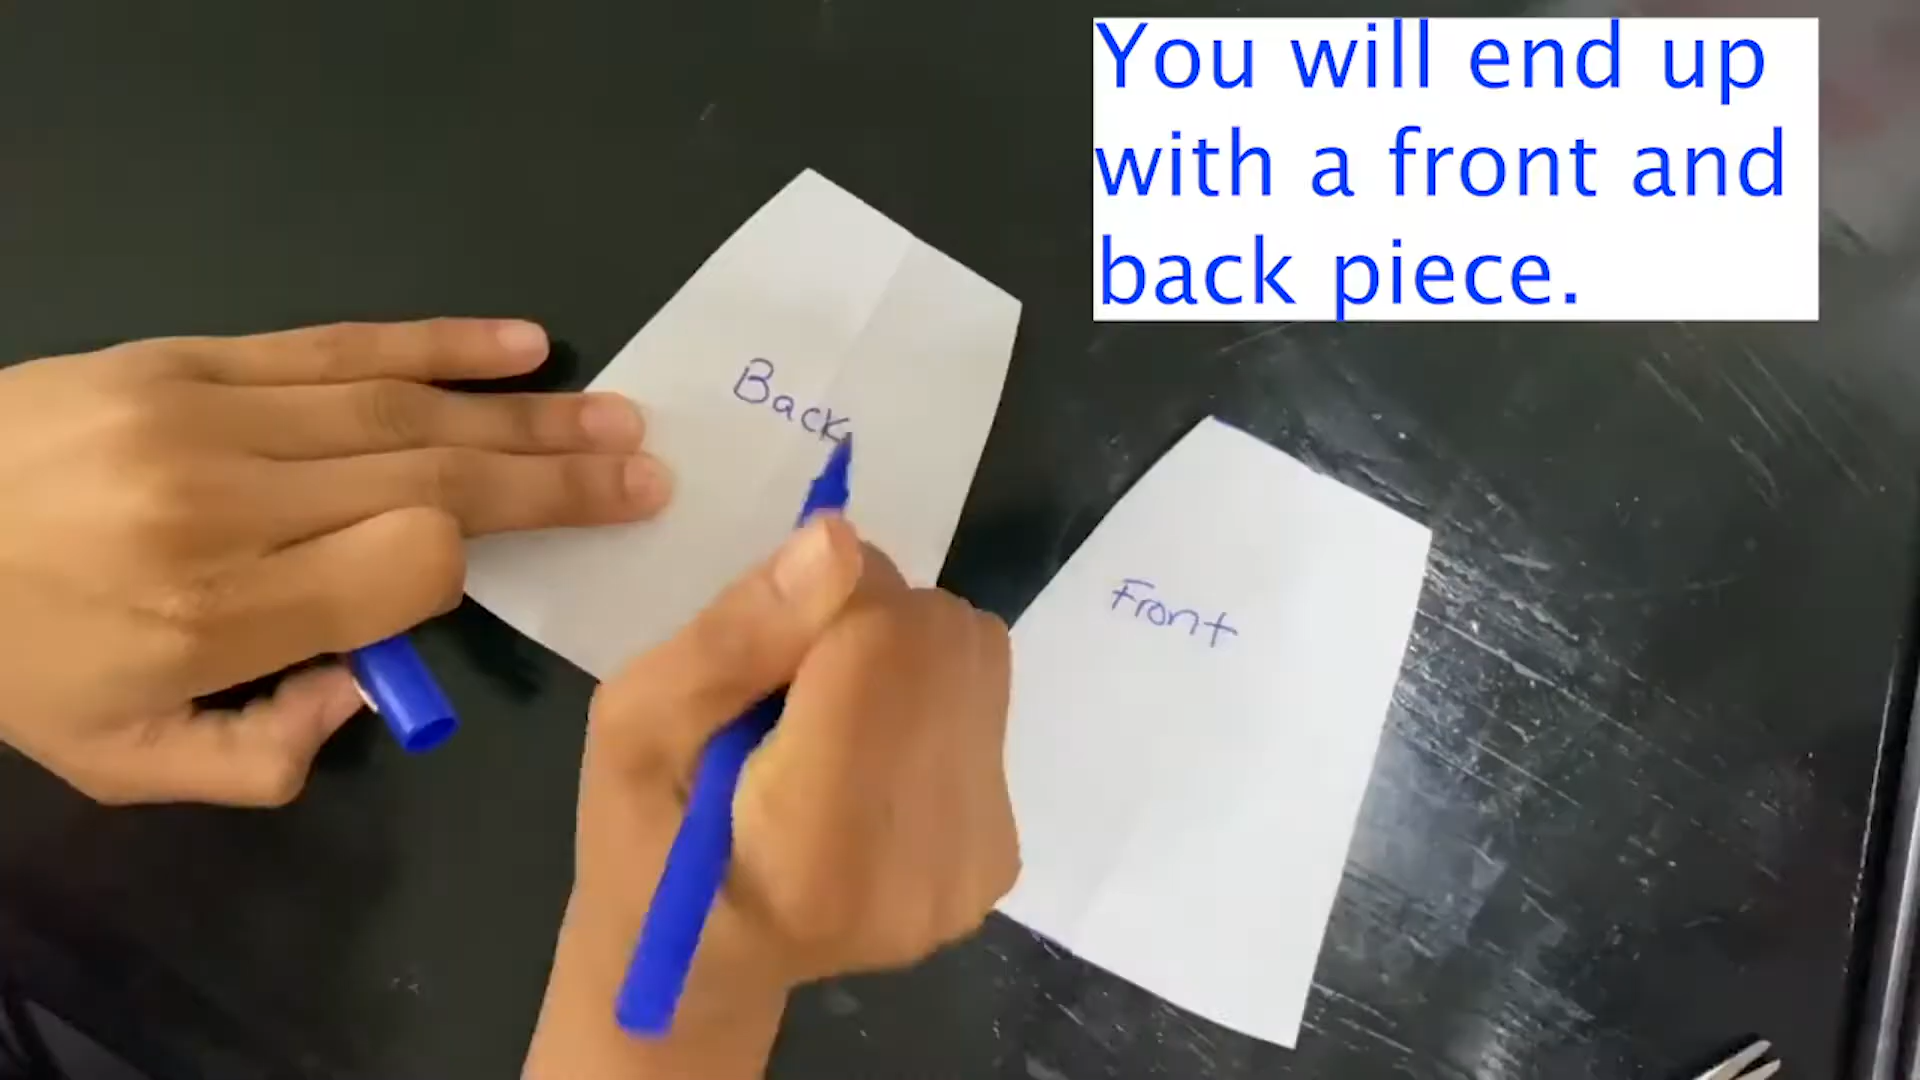 You will end up
with a front and
back piece.
Back
Front